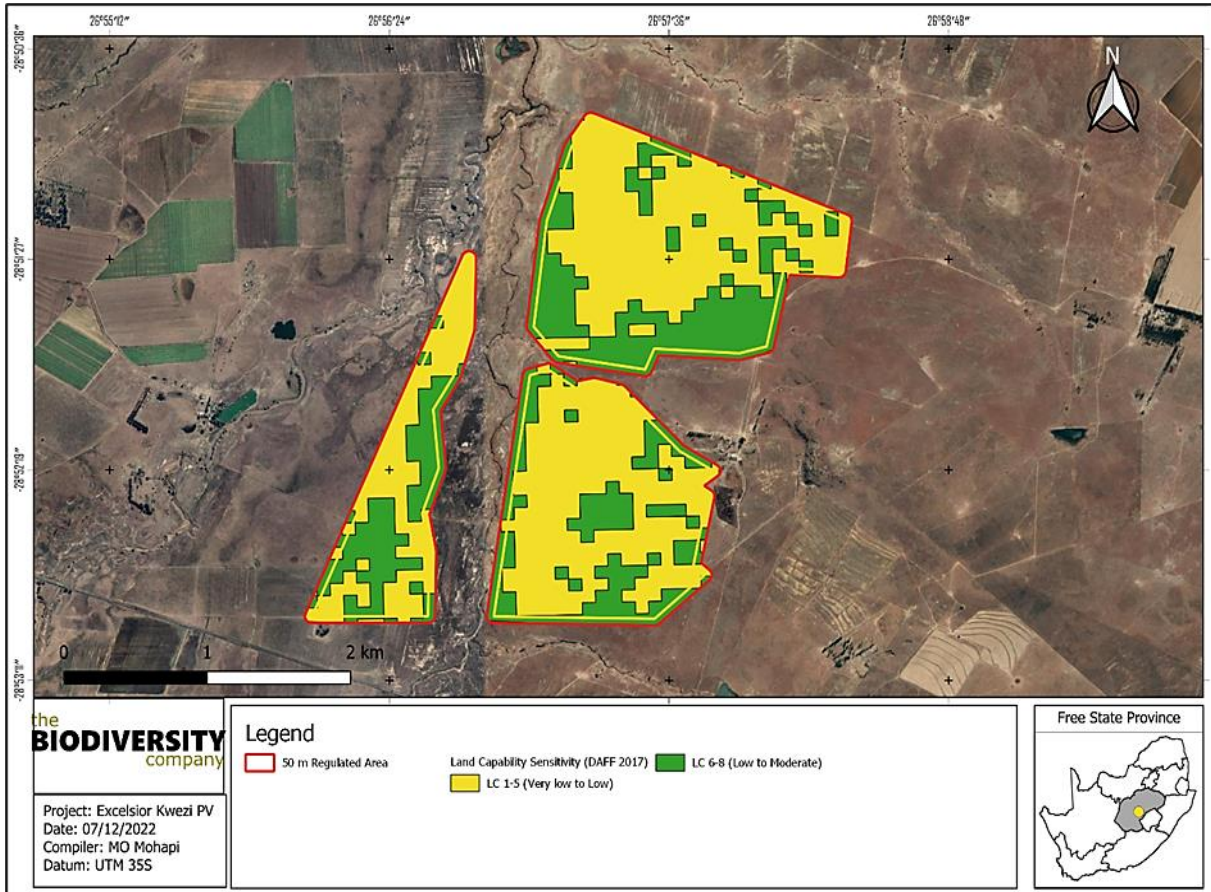 26°55'12"
26°56'24"
26°57'36"
26°58'48"
-28°50'36"
-28°51'27"
-28°52'19"
-28°53'11"
N
0 1 2 km
the
BIODIVERSITY
company
Project: Excelsior Kwezi PV
Date: 07/12/2022
Compiler: MO Mohapi
Datum: UTM 35S
Legend
50 m Regulated Area
Land Capability Sensitivity (DAFF 2017)
LC 1-5 (Very low to Low)
LC 6-8 (Low to Moderate)
Free State Province